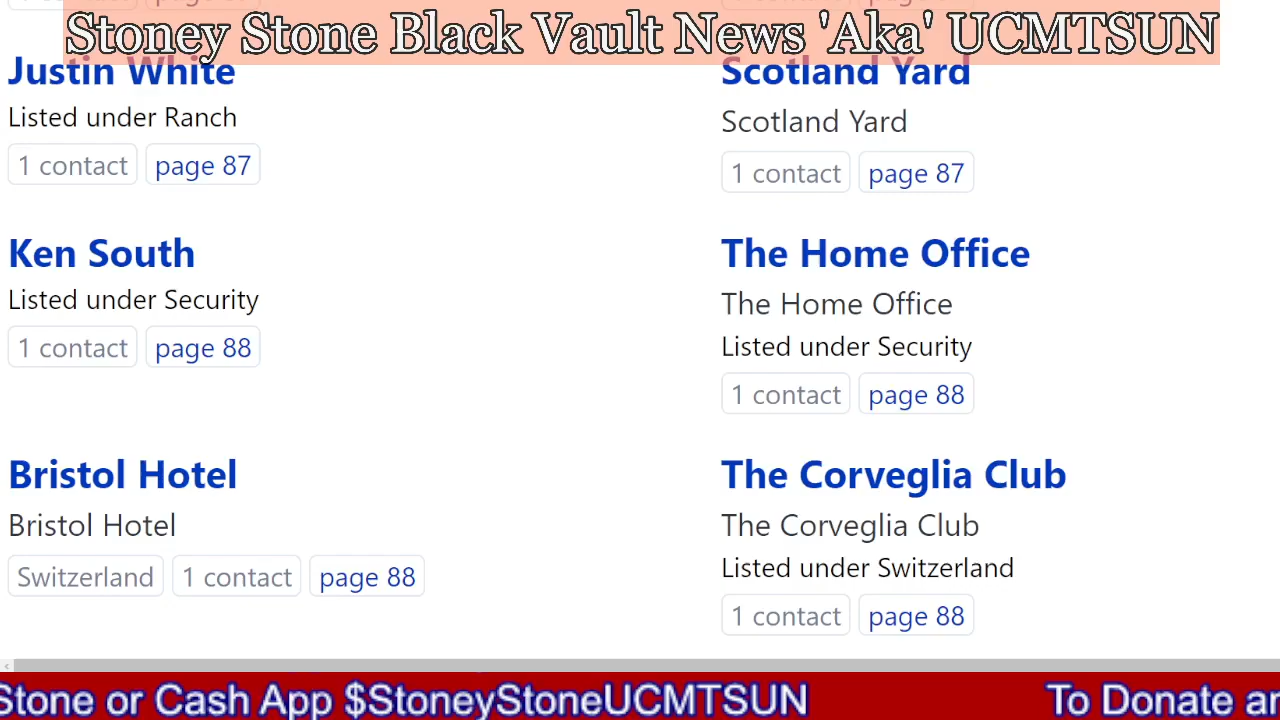 Stoney Stone Black Vault News 'Aka' UCMTSUN
Justin White
Listed under Ranch
1 contact page 87
Scotland Yard
Scotland Yard
1 contact page 87
Ken South
Listed under Security
1 contact page 88
The Home Office
The Home Office
Listed under Security
1 contact page 88
Bristol Hotel
Bristol Hotel
Switzerland 1 contact page 88
The Corveglia Club
The Corveglia Club
Listed under Switzerland
1 contact page 88
Stone or Cash App $StoneyStoneUCMTSUN To Donate